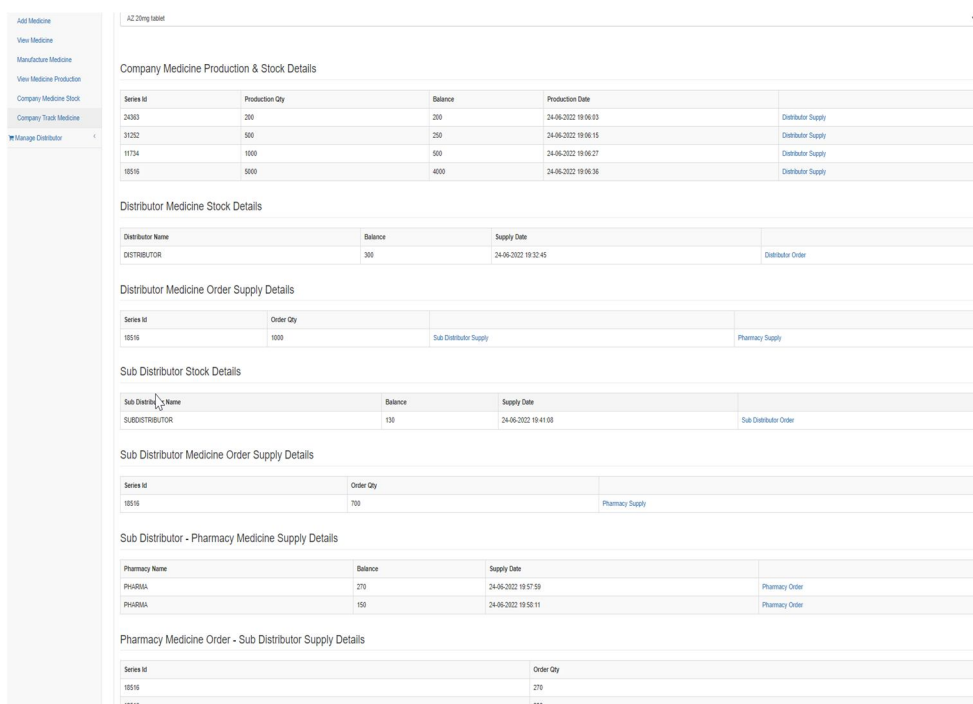 Add Medicine
View Medicine
Manufacture Medicine
View Medicine Production
Company Medicine Stock
Company Track Medicine
Manage Distributor
AZ 20mg tablet
Company Medicine Production & Stock Details
Series Id Production Qty Balance Production Date
24363 200 200 24-06-2022 19:06:03 Distributor Supply
31252 500 250 24-06-2022 19:06:15 Distributor Supply
11734 1000 500 24-06-2022 19:06:27 Distributor Supply
18516 5000 4000 24-06-2022 19:06:36 Distributor Supply
Distributor Medicine Stock Details
Distributor Name Balance Supply Date
DISTRIBUTOR 300 24-06-2022 19:32:45 Distributor Order
Distributor Medicine Order Supply Details
Series Id Order Qty
18516 1000 Sub Distributor Supply Pharmacy Supply
Sub Distributor Stock Details
Sub Distributor Name Balance Supply Date
SUBDISTRIBUTOR 130 24-06-2022 19:41:08 Sub Distributor Order
Sub Distributor Medicine Order Supply Details
Series Id Order Qty
18516 700 Pharmacy Supply
Sub Distributor - Pharmacy Medicine Supply Details
Pharmacy Name Balance Supply Date
PHARMA 270 24-06-2022 19:57:59 Pharmacy Order
PHARMA 150 24-06-2022 19:58:11 Pharmacy Order
Pharmacy Medicine Order - Sub Distributor Supply Details
Series Id Order Qty
18516 270